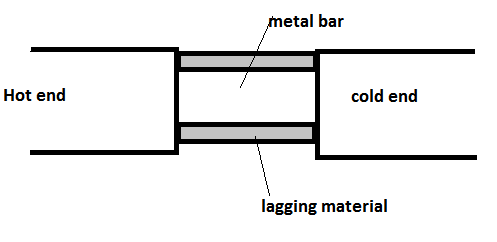 metal bar
Hot end
cold end
lagging material